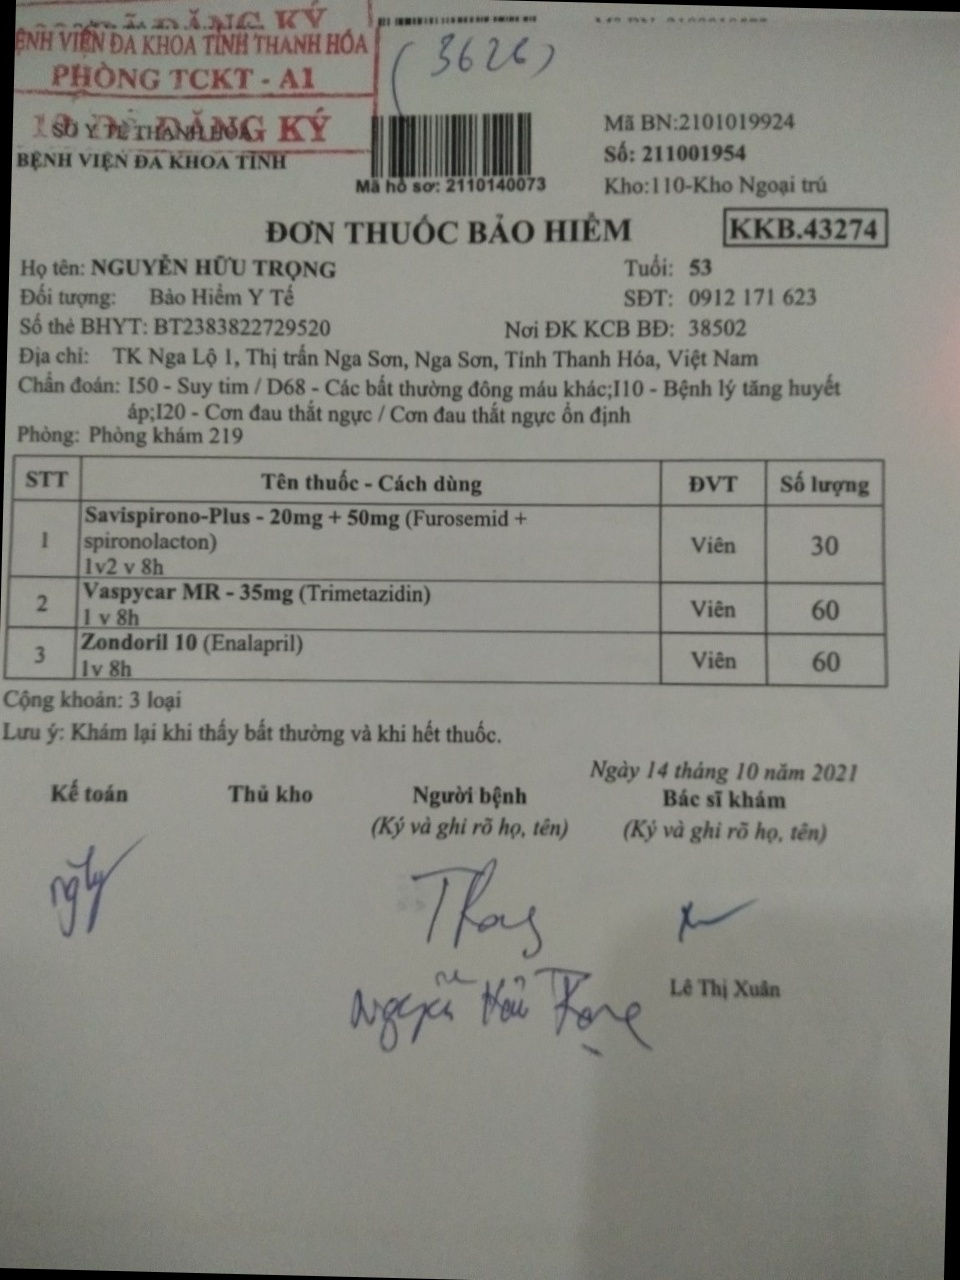 BỆNH VIỆN ĐA KHOA TỈNH THANH HÓA
PHÒNG TCKT - A1
ĐĂNG KÝ
(3626)
SỞ Y TẾ THANH HÓA
BỆNH VIỆN ĐA KHOA TỈNH
Mã hồ sơ: 2110140073
Mã BN:2101019924
Số: 211001954
Kho:110-Kho Ngoại trú
ĐƠN THUỐC BẢO HIỂM
KKB.43274
Họ tên: NGUYỄN HỮU TRỌNG Tuổi: 53
Đối tượng: Bảo Hiểm Y Tế SĐT: 0912 171 623
Số thẻ BHYT: BT2383822729520 Nơi ĐK KCB BĐ: 38502
Địa chỉ: TK Nga Lộ 1, Thị trấn Nga Sơn, Nga Sơn, Tỉnh Thanh Hóa, Việt Nam
Chẩn đoán: I50 - Suy tim / D68 - Các bất thường đông máu khác;I10 - Bệnh lý tăng huyết
áp;I20 - Cơn đau thắt ngực / Cơn đau thắt ngực ổn định
Phòng: Phòng khám 219
STT Tên thuốc - Cách dùng ĐVT Số lượng
1 Savispirono-Plus - 20mg + 50mg (Furosemid +
spironolacton) Viên 30
1v2 v 8h
2 Vaspycar MR - 35mg (Trimetazidin) Viên 60
1 v 8h
3 Zondoril 10 (Enalapril) Viên 60
1v 8h
Cộng khoản: 3 loại
Lưu ý: Khám lại khi thấy bất thường và khi hết thuốc.
Ngày 14 tháng 10 năm 2021
Kế toán Thủ kho Người bệnh Bác sĩ khám
(Ký và ghi rõ họ, tên) (Ký và ghi rõ họ, tên)
Nguyễn Hữu Trọng
Lê Thị Xuân